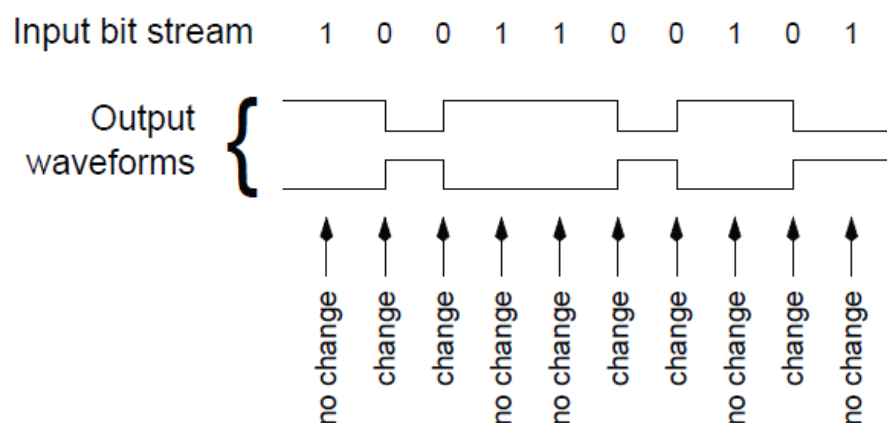 Input bit stream 1 0 0 1 1 0 0 1 0 1
Output
waveforms
no change
change
change
no change
no change
change
change
no change
change
no change